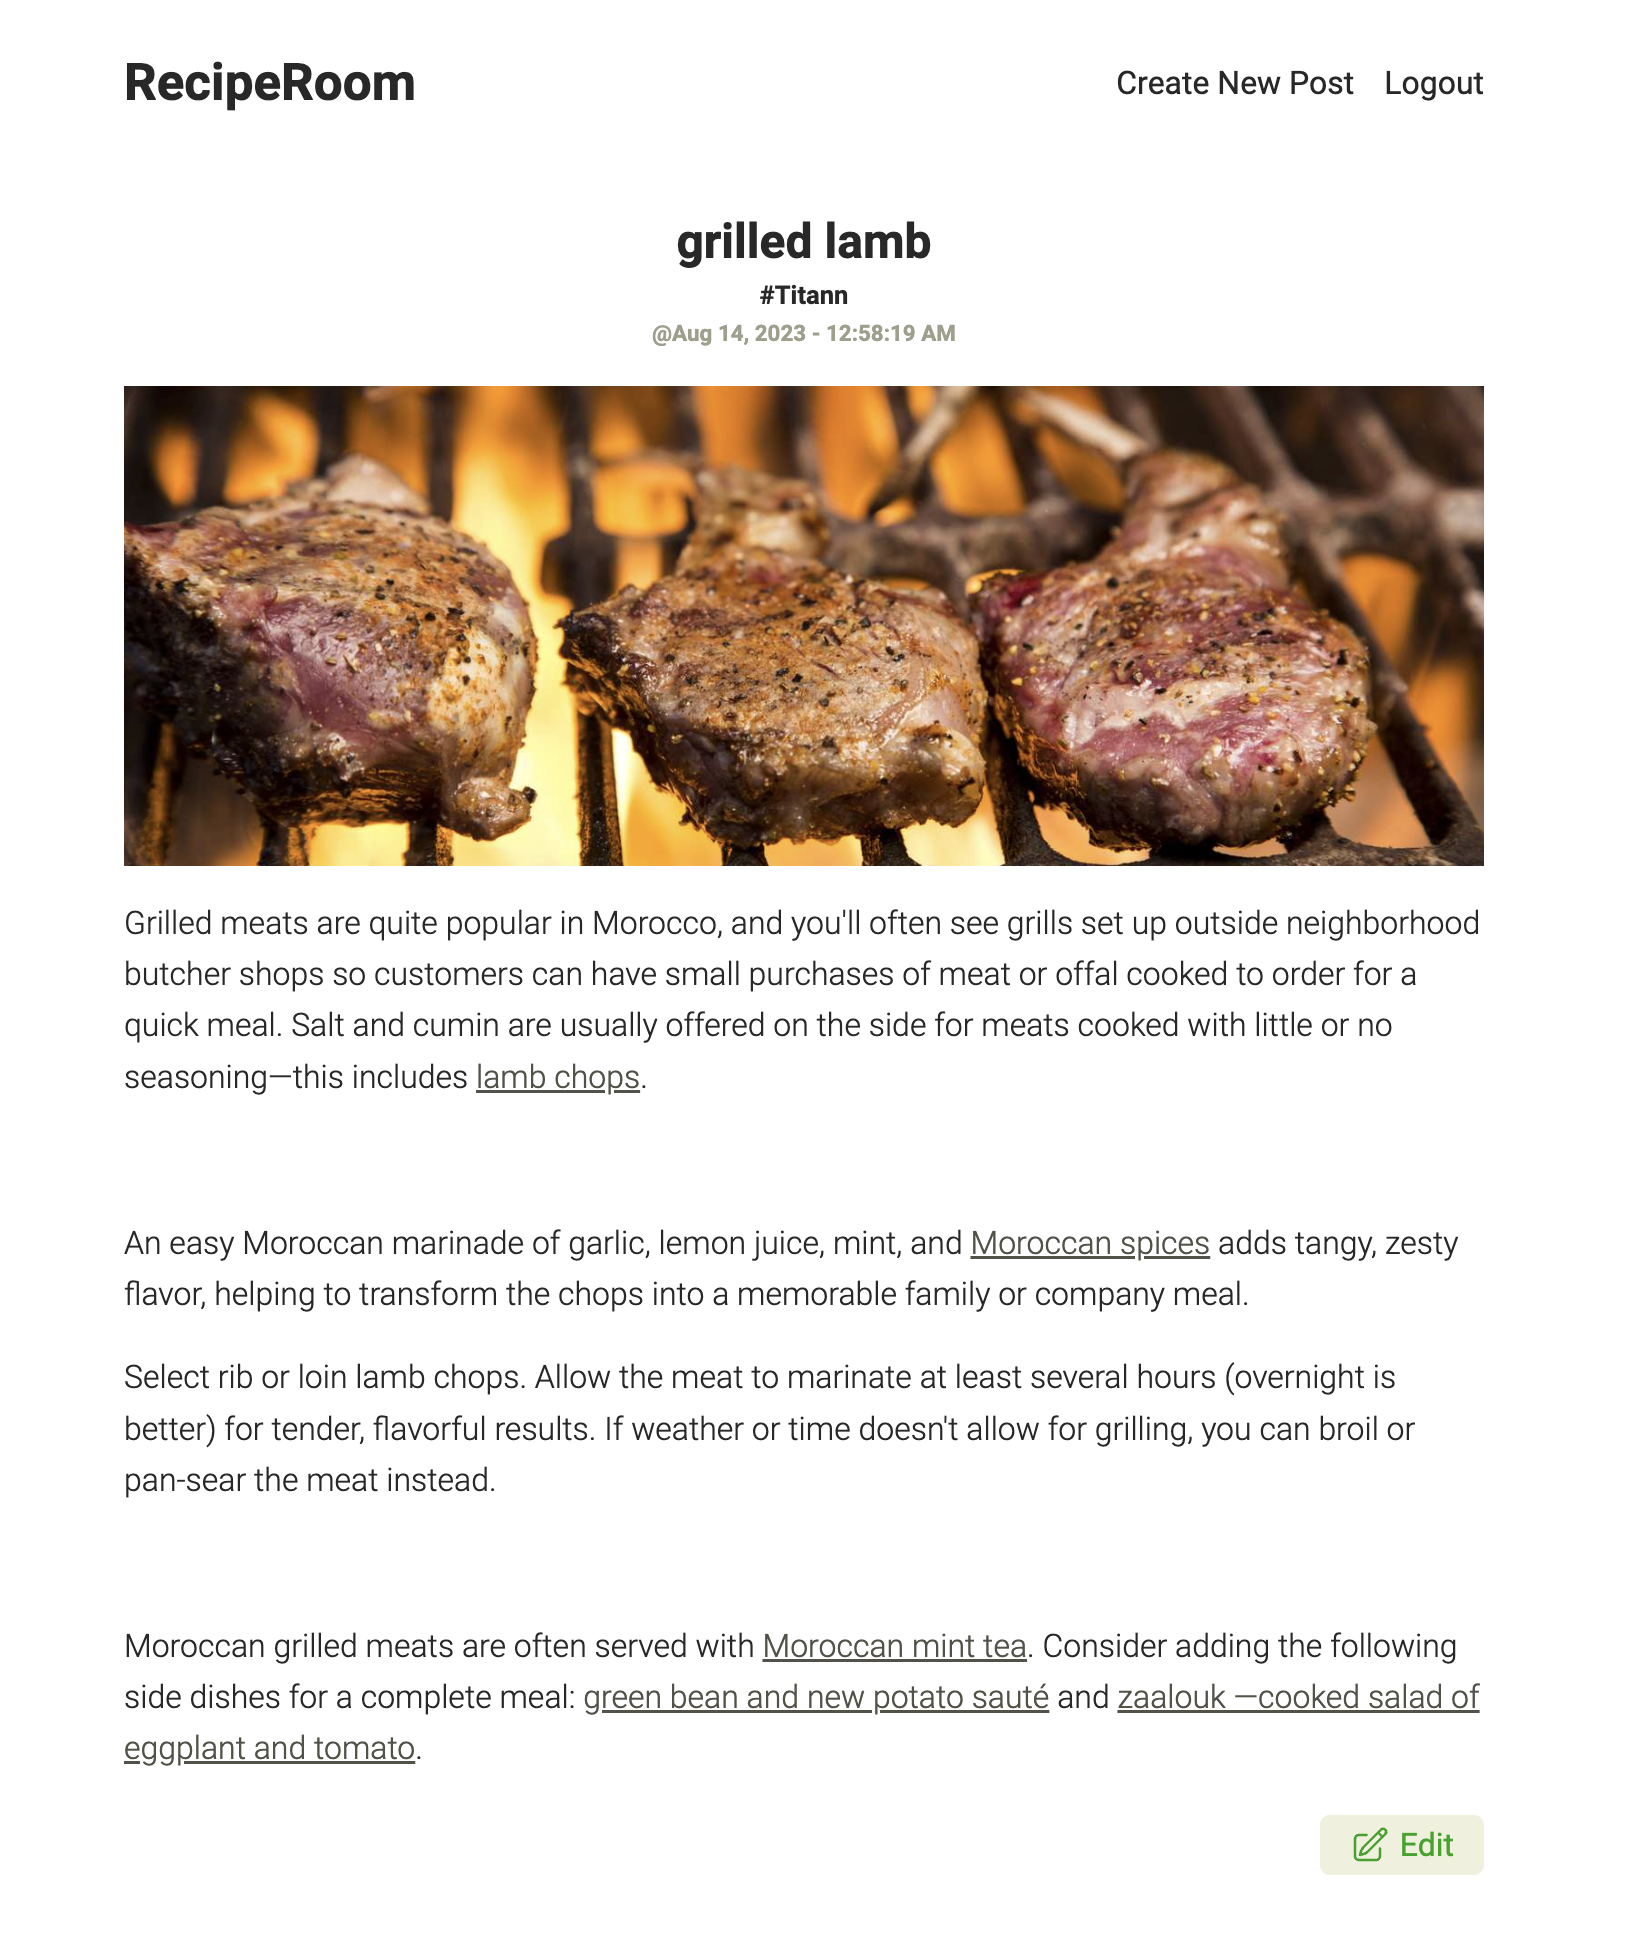 RecipeRoom
Create New Post Logout
grilled lamb
#Titann
@Aug 14, 2023 - 12:58:19 AM
Grilled meats are quite popular in Morocco, and you'll often see grills set up outside neighborhood
butcher shops so customers can have small purchases of meat or offal cooked to order for a
quick meal. Salt and cumin are usually offered on the side for meats cooked with little or no
seasoning—this includes lamb chops.
An easy Moroccan marinade of garlic, lemon juice, mint, and Moroccan spices adds tangy, zesty
flavor, helping to transform the chops into a memorable family or company meal.
Select rib or loin lamb chops. Allow the meat to marinate at least several hours (overnight is
better) for tender, flavorful results. If weather or time doesn't allow for grilling, you can broil or
pan-sear the meat instead.
Moroccan grilled meats are often served with Moroccan mint tea. Consider adding the following
side dishes for a complete meal: green bean and new potato sauté and zaalouk —cooked salad of
eggplant and tomato.
Edit